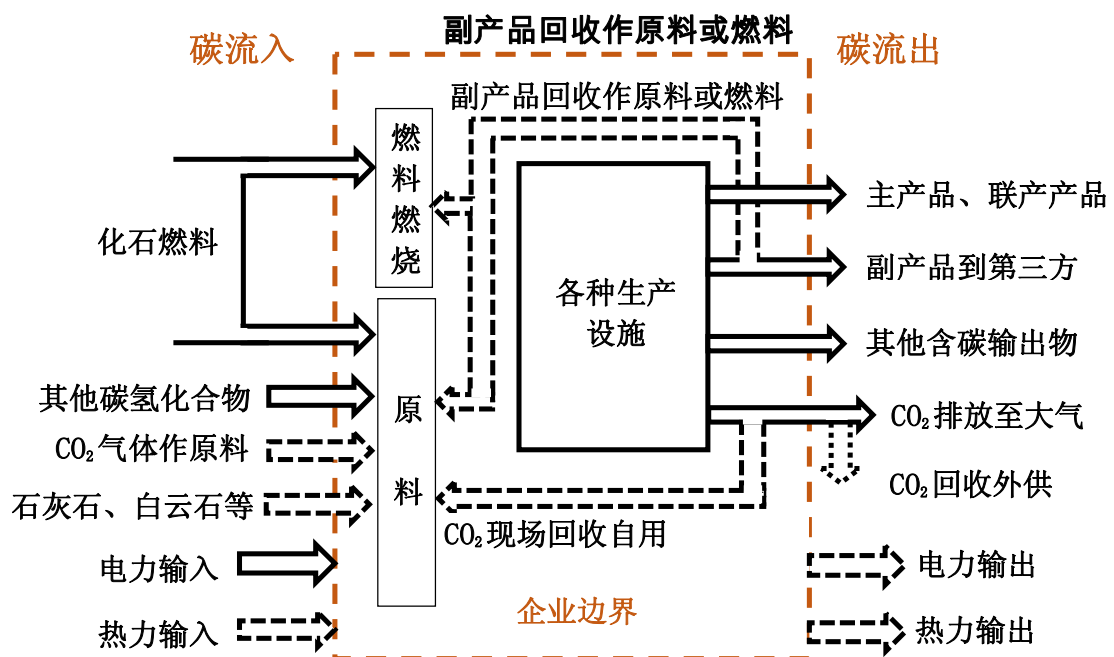 副产品回收作原料或燃料
碳流入
碳流出
副产品回收作原料或燃料
燃料燃烧
化石燃料
各种生产
设施
主产品、联产产品
副产品到第三方
其他含碳输出物
其他碳氢化合物
原料
CO₂排放至大气
CO₂气体作原料
CO₂回收外供
石灰石、白云石等
CO₂现场回收自用
电力输入
电力输出
企业边界
热力输入
热力输出